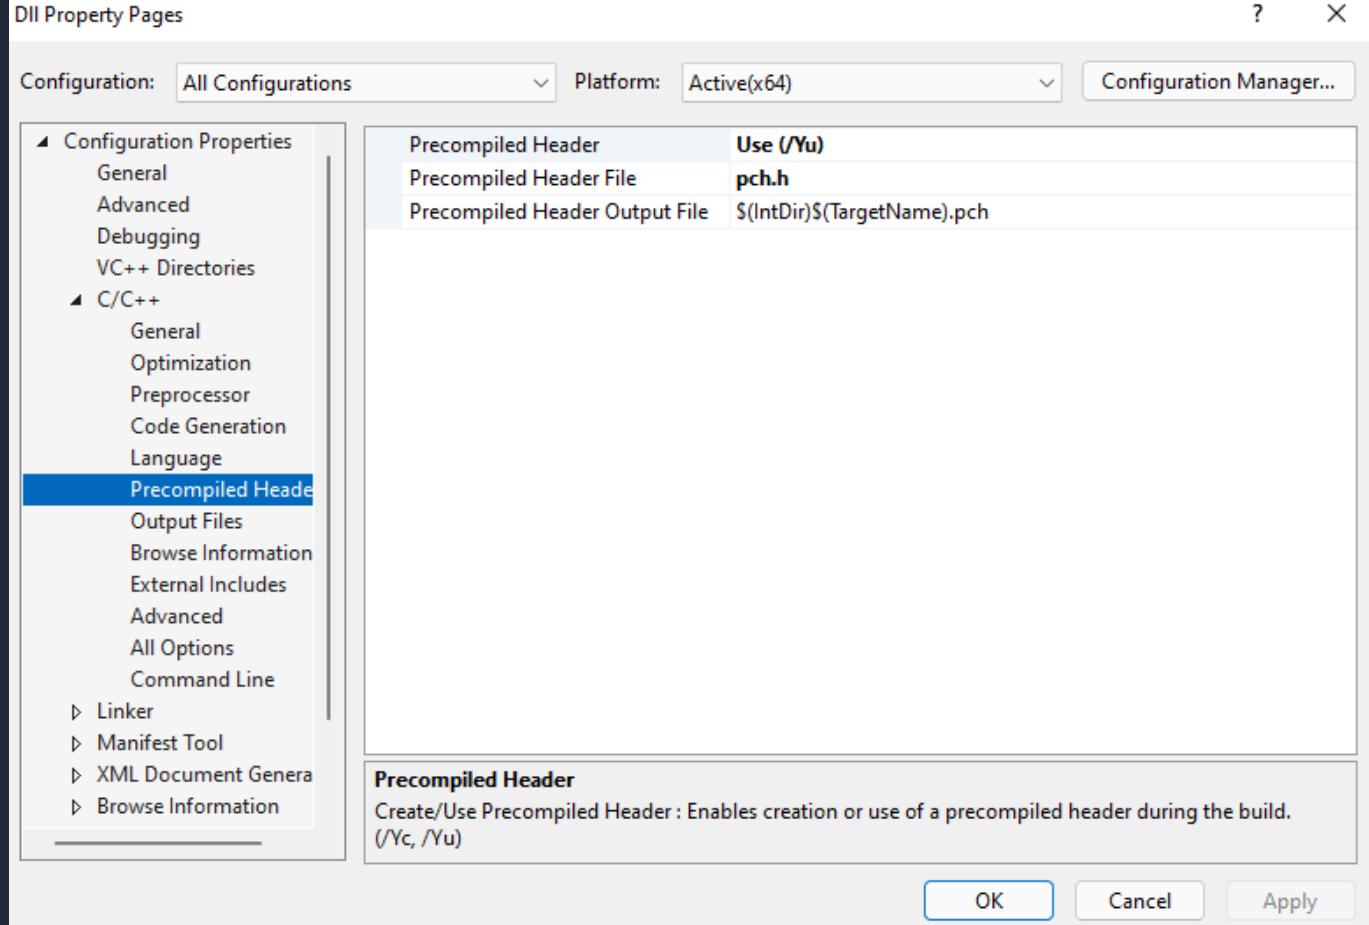 Dll Property Pages
? ✕
Configuration: All Configurations Platform: Active(x64) Configuration Manager...
Configuration Properties
General
Advanced
Debugging
VC++ Directories
C/C++
General
Optimization
Preprocessor
Code Generation
Language
Precompiled Heade
Output Files
Browse Information
External Includes
Advanced
All Options
Command Line
Linker
Manifest Tool
XML Document Genera
Browse Information
Precompiled Header Use (/Yu)
Precompiled Header File pch.h
Precompiled Header Output File $(IntDir)$(TargetName).pch
Precompiled Header
Create/Use Precompiled Header : Enables creation or use of a precompiled header during the build.
(/Yc, /Yu)
OK Cancel Apply